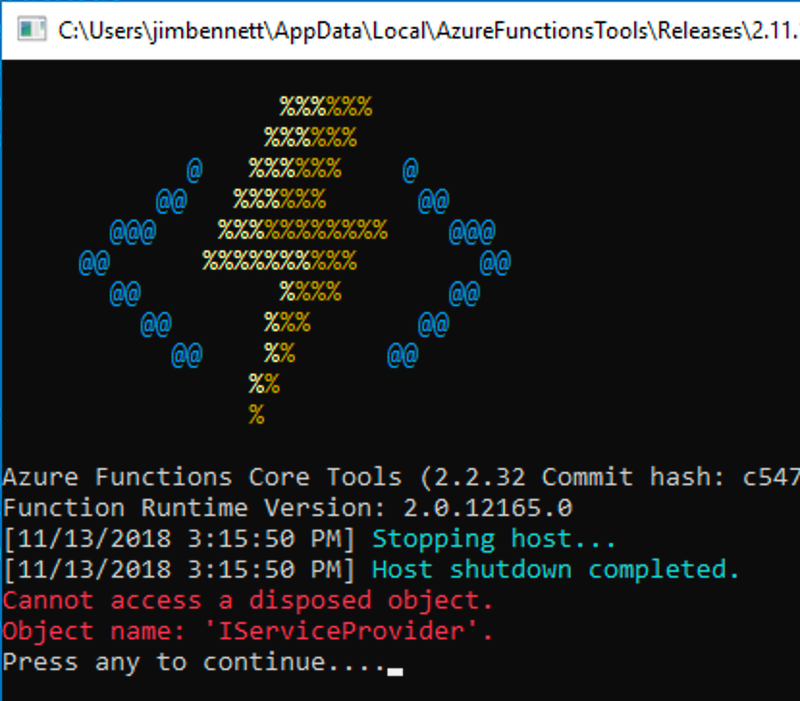 C:\Users\jimbennett\AppData\Local\AzureFunctionsTools\Releases\2.11.
%%%%%%
%%%%%%
@ %%%%%% @
@@ %%%%%% @@
@@@ %%%%%%%%%%% @@@
@@ %%%%%%%%%% @@
@@ %%%% @@
@@ %%% @@
@@ %% @@
%%
%
Azure Functions Core Tools (2.2.32 Commit hash: c547
Function Runtime Version: 2.0.12165.0
[11/13/2018 3:15:50 PM] Stopping host...
[11/13/2018 3:15:50 PM] Host shutdown completed.
Cannot access a disposed object.
Object name: 'IServiceProvider'.
Press any to continue....